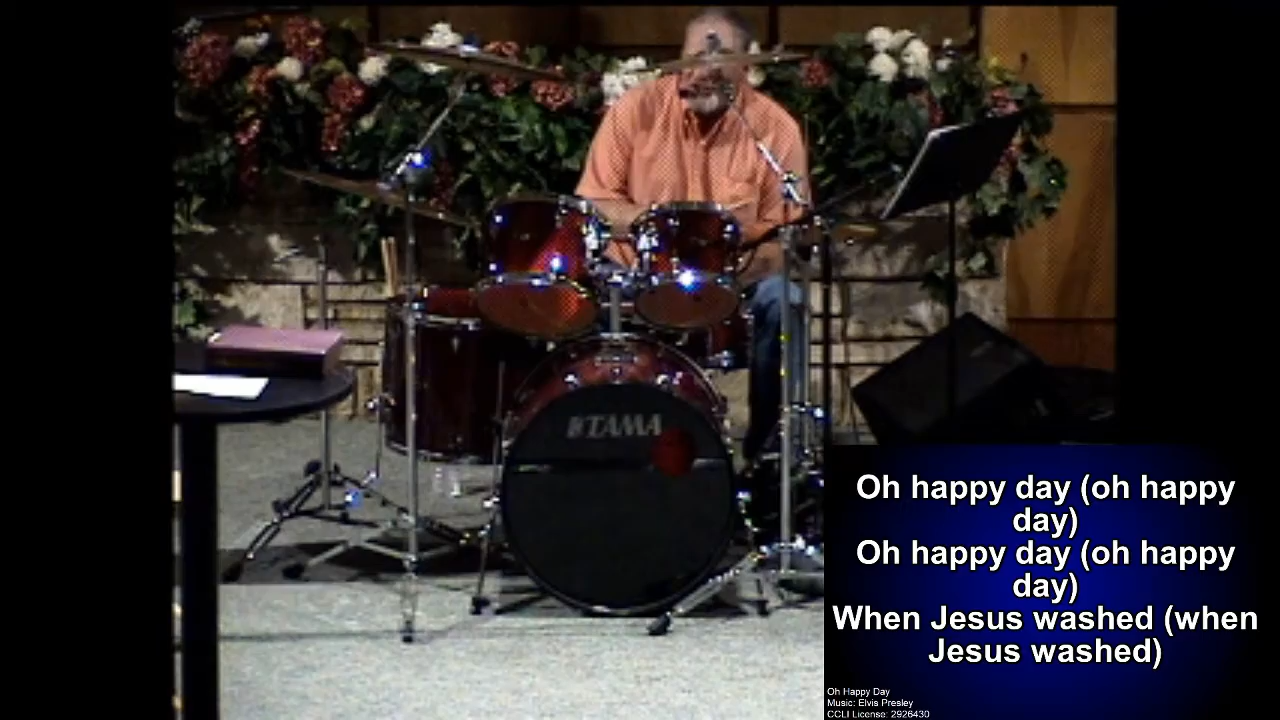 TAMA
Oh happy day (oh happy
day)
Oh happy day (oh happy
day)
When Jesus washed (when
Jesus washed)
Oh Happy Day
Music: Elvis Presley
CCLI License: 2926430